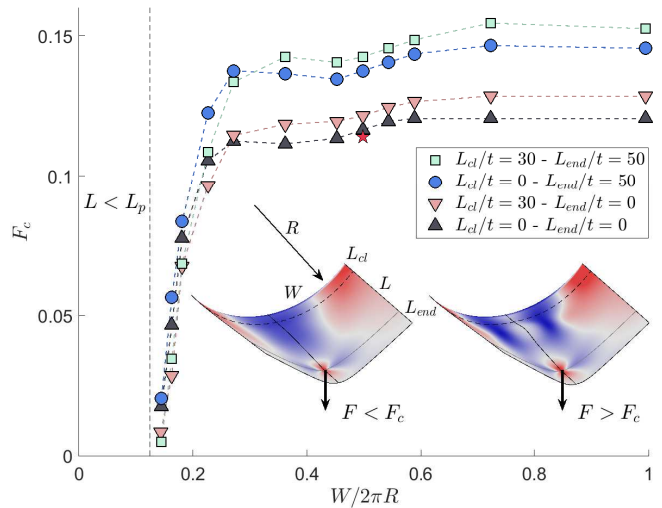 0.15
0.1
0.05
0
F_c
L < L_p
L_cl/t = 30 - L_end/t = 50
L_cl/t = 0 - L_end/t = 50
L_cl/t = 30 - L_end/t = 0
L_cl/t = 0 - L_end/t = 0
R
W
L_cl
L
L_end
F < F_c
F > F_c
0 0.2 0.4 0.6 0.8 1
W/2πR